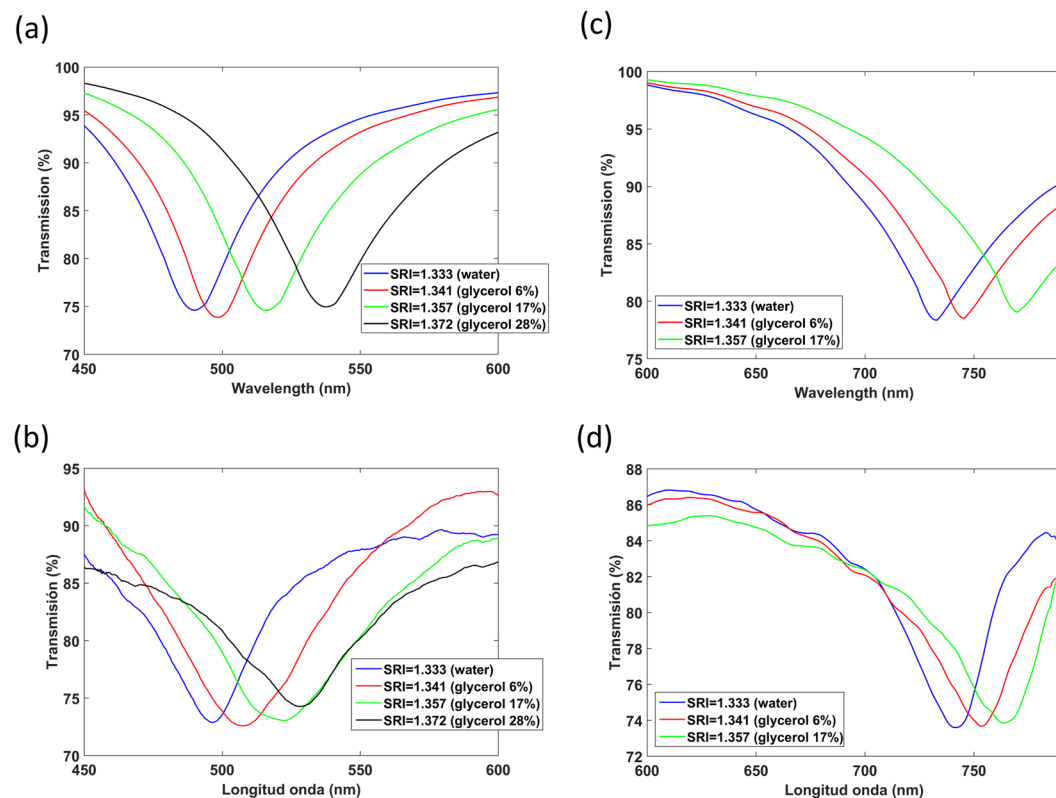 (a)
Transmission (%)
100
95
90
85
80
75
70
450
500
550
600
Wavelength (nm)
SRI=1.333 (water)
SRI=1.341 (glycerol 6%)
SRI=1.357 (glycerol 17%)
SRI=1.372 (glycerol 28%)
(c)
Transmission (%)
100
95
90
85
80
75
600
650
700
750
Wavelength (nm)
SRI=1.333 (water)
SRI=1.341 (glycerol 6%)
SRI=1.357 (glycerol 17%)
(b)
Transmisión (%)
95
90
85
80
75
70
450
500
550
600
Longitud onda (nm)
SRI=1.333 (water)
SRI=1.341 (glycerol 6%)
SRI=1.357 (glycerol 17%)
SRI=1.372 (glycerol 28%)
(d)
Transmisión (%)
88
86
84
82
80
78
76
74
72
600
650
700
750
Longitud onda (nm)
SRI=1.333 (water)
SRI=1.341 (glycerol 6%)
SRI=1.357 (glycerol 17%)